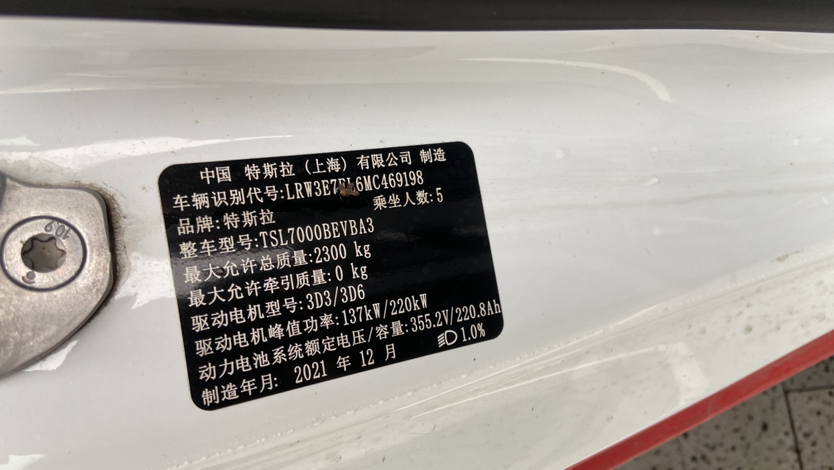 中国 特斯拉（上海）有限公司 制造
车辆识别代号:LRW3E7EL6MC469198
品牌:特斯拉 乘坐人数:5
整车型号:TSL7000BEVBA3
最大允许总质量:2300 kg
最大允许牵引质量:0 kg
驱动电机型号:3D3/3D6
驱动电机峰值功率:137kW/220kW
动力电池系统额定电压/容量:355.2V/220.8Ah
制造年月: 2021 年 12 月 1.0%
10.9